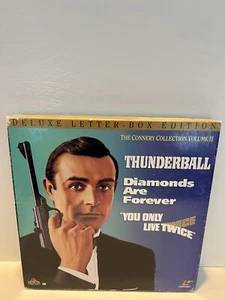 DELUXE LETTER-BOX EDITION
THE CONNERY COLLECTION VOLUME II
THUNDERBALL
Diamonds
Are
Forever
"YOU ONLY
LIVE TWICE"